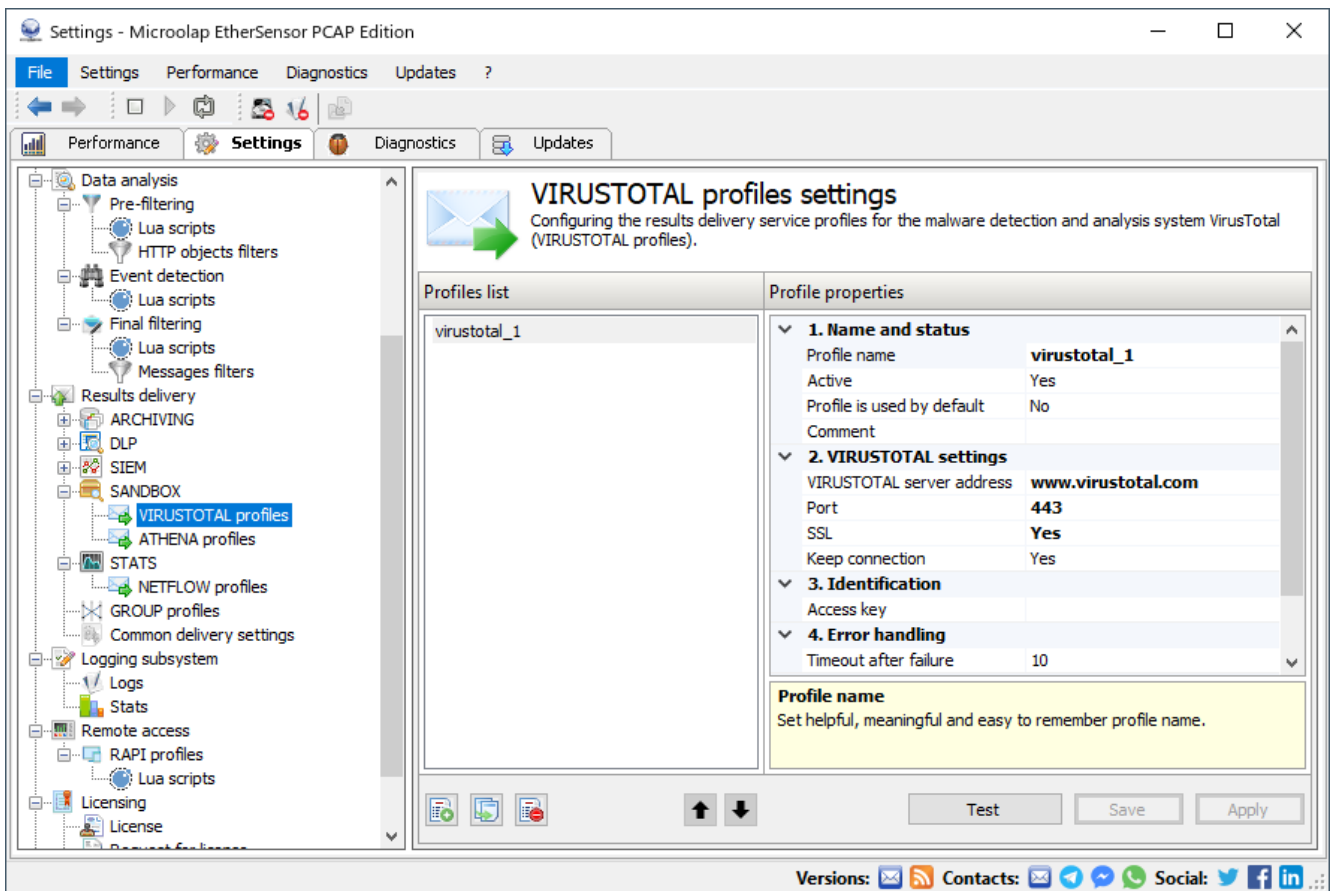 Settings - Microolap EtherSensor PCAP Edition
File Settings Performance Diagnostics Updates ?
Performance Settings Diagnostics Updates
Data analysis
Pre-filtering
Lua scripts
HTTP objects filters
Event detection
Lua scripts
Final filtering
Lua scripts
Messages filters
Results delivery
ARCHIVING
DLP
SIEM
SANDBOX
VIRUSTOTAL profiles
ATHENA profiles
STATS
NETFLOW profiles
GROUP profiles
Common delivery settings
Logging subsystem
Logs
Stats
Remote access
RAPI profiles
Lua scripts
Licensing
License
Request for license
VIRUSTOTAL profiles settings
Configuring the results delivery service profiles for the malware detection and analysis system VirusTotal
(VIRUSTOTAL profiles).
Profiles list
virustotal_1
Profile properties
1. Name and status
Profile name virustotal_1
Active Yes
Profile is used by default No
Comment
2. VIRUSTOTAL settings
VIRUSTOTAL server address www.virustotal.com
Port 443
SSL Yes
Keep connection Yes
3. Identification
Access key
4. Error handling
Timeout after failure 10
Profile name
Set helpful, meaningful and easy to remember profile name.
Test Save Apply
Versions: Contacts: Social: